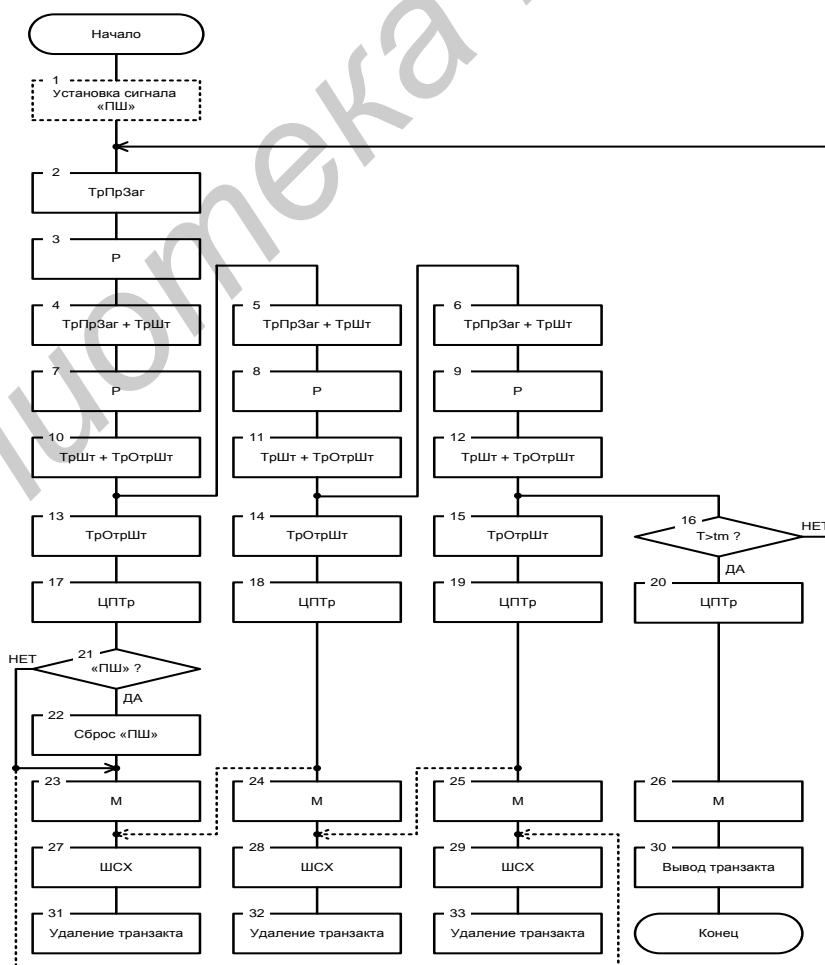 Начало
1
Установка сигнала
«ПШ»
2
ТрПрЗаг
3
Р
4
ТрПрЗаг + ТрШт
5
ТрПрЗаг + ТрШт
6
ТрПрЗаг + ТрШт
7
Р
8
Р
9
Р
10
ТрШт + ТрОтрШт
11
ТрШт + ТрОтрШт
12
ТрШт + ТрОтрШт
13
ТрОтрШт
14
ТрОтрШт
15
ТрОтрШт
16
T>tm ?
НЕТ
ДА
17
ЦПТр
18
ЦПТр
19
ЦПТр
20
ЦПТр
НЕТ
21
«ПШ» ?
ДА
22
Сброс «ПШ»
23
М
24
М
25
М
26
М
27
ШСХ
28
ШСХ
29
ШСХ
30
Вывод транзакта
31
Удаление транзакта
32
Удаление транзакта
33
Удаление транзакта
Конец